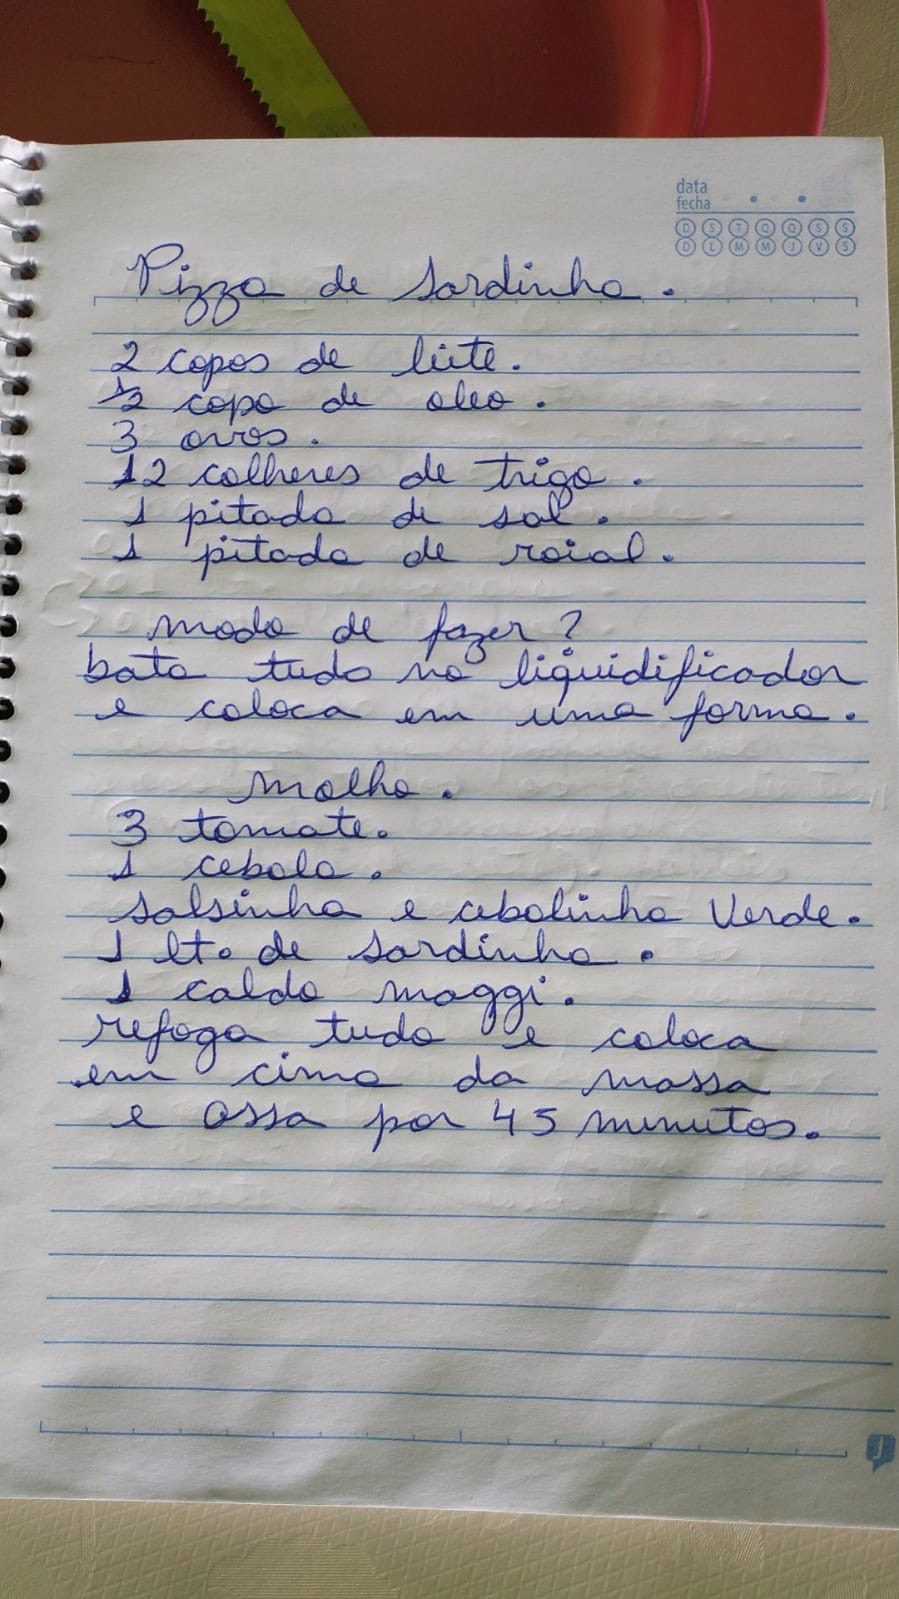 data
fecha
D S T Q Q S S
D L M M J V S
Pizza de sardinha.
2 copos de leite.
1/2 copo de oleo.
3 ovos.
12 colheres de trigo.
1 pitada de sal.
1 pitada de roial.
modo de fazer?
bata tudo no liquidificador
e coloca em uma forma.
molho.
3 tomate.
1 cebola.
salsinha e cebolinha Verde.
1 lto de sardinha.
1 caldo maggi.
refoga tudo e coloca
em cima da massa
e assa por 45 minutos.
J